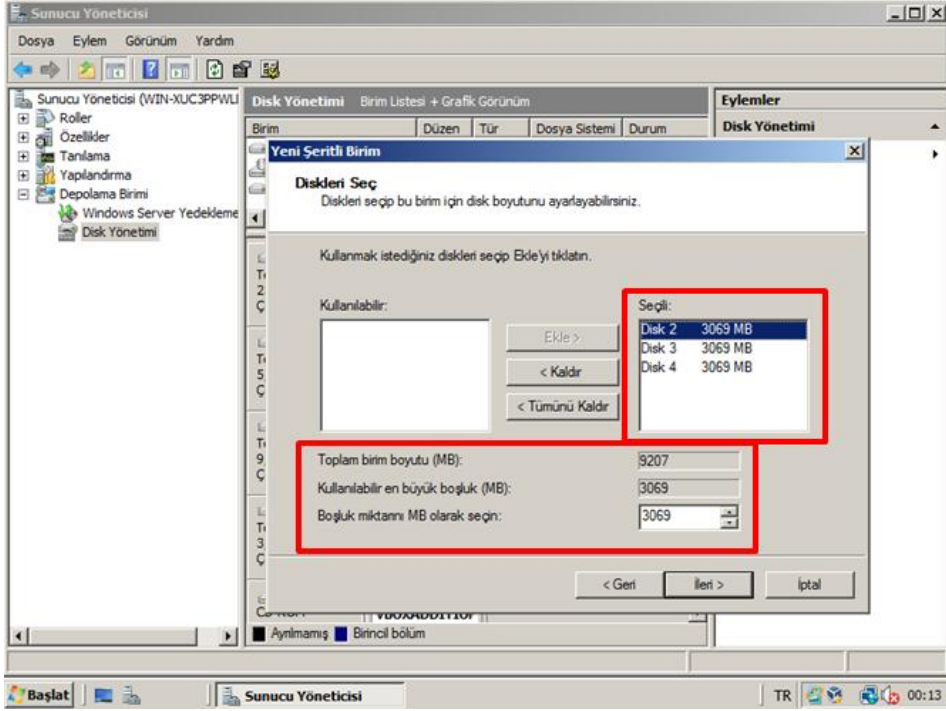 Sunucu Yöneticisi
Dosya Eylem Görünüm Yardım
Sunucu Yöneticisi (WIN-XUC3PPWLI
Roller
Özellikler
Tanılama
Yapılandırma
Depolama Birimi
Windows Server Yedekleme
Disk Yönetimi
Disk Yönetimi Birim Listesi + Grafik Görünüm
Birim Düzen Tür Dosya Sistemi Durum
Eylemler
Disk Yönetimi
Yeni Şeritli Birim
Diskleri Seç
Diskleri seçip bu birim için disk boyutunu ayarlayabilirsiniz.
Kullanmak istediğiniz diskleri seçip Ekle'yi tıklatın.
Kullanılabilir:
Seçili:
Ekle >
< Kaldır
< Tümünü Kaldır
Disk 2 3069 MB
Disk 3 3069 MB
Disk 4 3069 MB
Toplam birim boyutu (MB): 9207
Kullanılabilir en büyük boşluk (MB): 3069
Boşluk miktarını MB olarak seçin: 3069
< Geri İleri > İptal
Ayrılmamış Birincil bölüm
Başlat Sunucu Yöneticisi TR 00:13